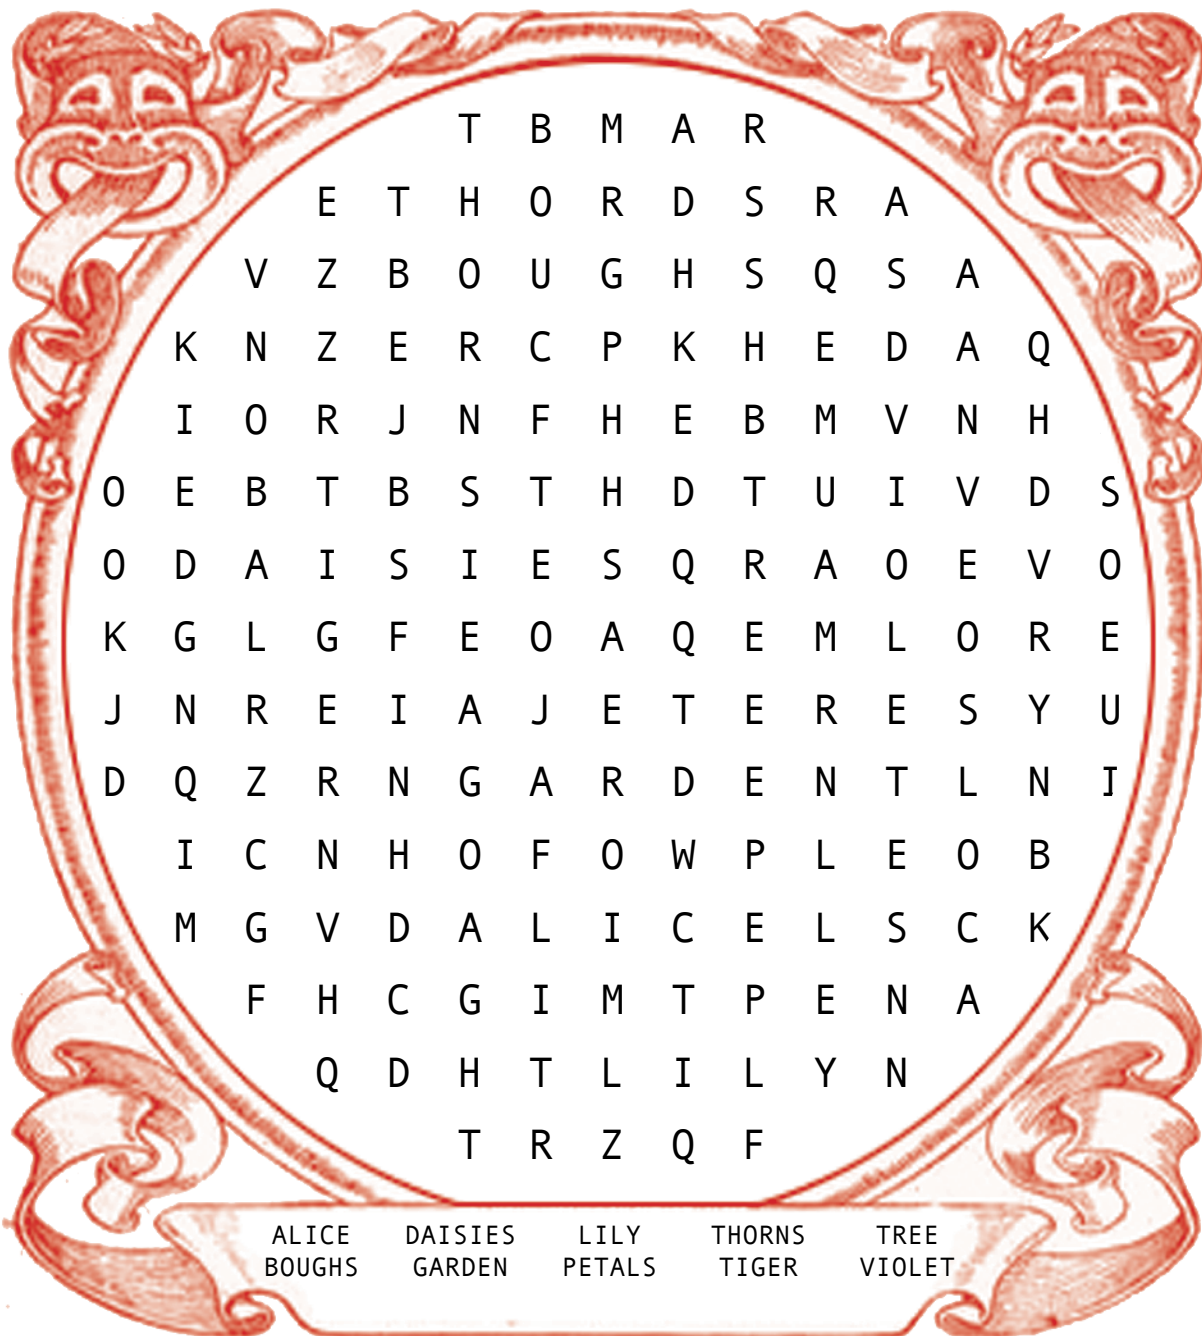 T B M A R
E T H O R D S R A
V Z B O U G H S Q S A
K N Z E R C P K H E D A Q
I O R J N F H E B M V N H
O E B T B S T H D T U I V D S
O D A I S I E S Q R A O E V O
K G L G F E O A Q E M L O R E
J N R E I A J E T E R E S Y U
D Q Z R N G A R D E N T L N I
I C N H O F O W P L E O B
M G V D A L I C E L S C K
F H C G I M T P E N A
Q D H T L I L Y N
T R Z Q F
ALICE DAISIES LILY THORNS TREE
BOUGHS GARDEN PETALS TIGER VIOLET